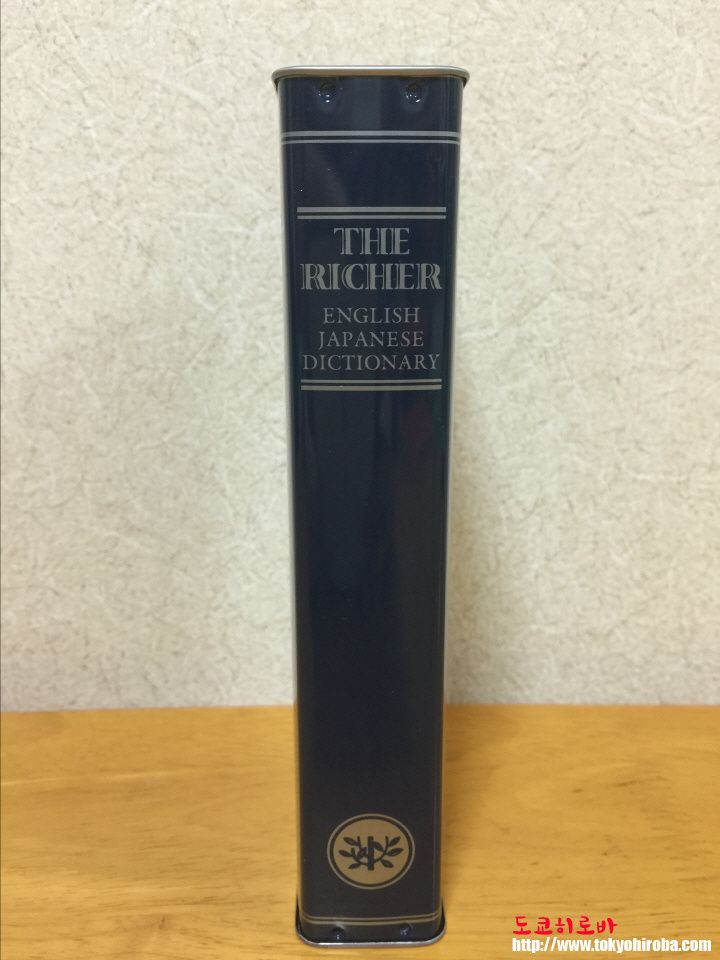 THE
RICHER
ENGLISH
JAPANESE
DICTIONARY
도쿄히로바
http://www.tokyohiroba.com